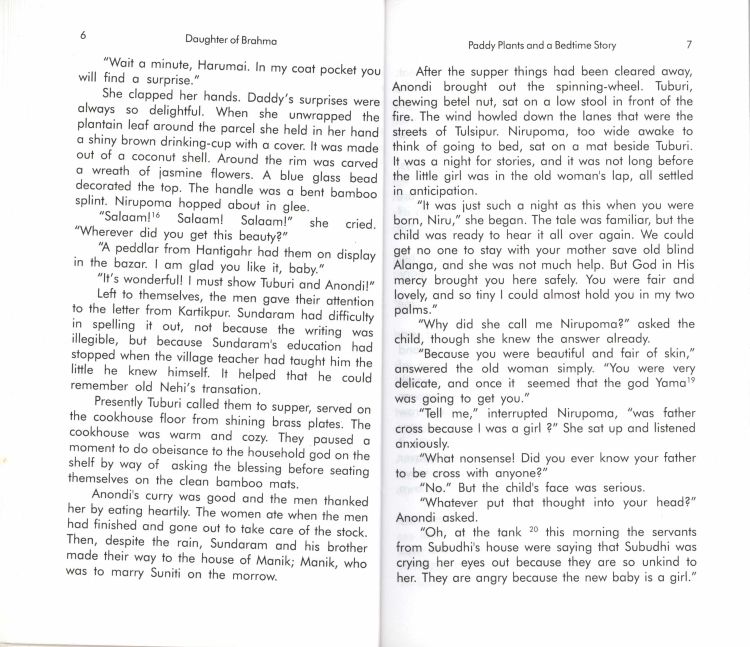 6
Daughter of Brahma
"Wait a minute, Harumai. In my coat pocket you
will find a surprise."
She clapped her hands. Daddy's surprises were
always so delightful. When she unwrapped the
plantain leaf around the parcel she held in her hand
a shiny brown drinking-cup with a cover. It was made
out of a coconut shell. Around the rim was carved
a wreath of jasmine flowers. A blue glass bead
decorated the top. The handle was a bent bamboo
splint. Nirupoma hopped about in glee.
"Salaam!16 Salaam! Salaam!" she cried.
"Wherever did you get this beauty?"
"A peddlar from Hantigahr had them on display
in the bazar. I am glad you like it, baby."
"It's wonderful! I must show Tuburi and Anondi!"
Left to themselves, the men gave their attention
to the letter from Kartikpur. Sundaram had difficulty
in spelling it out, not because the writing was
illegible, but because Sundaram's education had
stopped when the village teacher had taught him the
little he knew himself. It helped that he could
remember old Nehi's transation.
Presently Tuburi called them to supper, served on
the cookhouse floor from shining brass plates. The
cookhouse was warm and cozy. They paused a
moment to do obeisance to the household god on the
shelf by way of asking the blessing before seating
themselves on the clean bamboo mats.
Anondi's curry was good and the men thanked
her by eating heartily. The women ate when the men
had finished and gone out to take care of the stock.
Then, despite the rain, Sundaram and his brother
made their way to the house of Manik; Manik, who
was to marry Suniti on the morrow.
Paddy Plants and a Bedtime Story
7
After the supper things had been cleared away,
Anondi brought out the spinning-wheel. Tuburi,
chewing betel nut, sat on a low stool in front of the
fire. The wind howled down the lanes that were the
streets of Tulsipur. Nirupoma, too wide awake to
think of going to bed, sat on a mat beside Tuburi.
It was a night for stories, and it was not long before
the little girl was in the old woman's lap, all settled
in anticipation.
"It was just such a night as this when you were
born, Niru," she began. The tale was familiar, but the
child was ready to hear it all over again. We could
get no one to stay with your mother save old blind
Alanga, and she was not much help. But God in His
mercy brought you here safely. You were fair and
lovely, and so tiny I could almost hold you in my two
palms."
"Why did she call me Nirupoma?" asked the
child, though she knew the answer already.
"Because you were beautiful and fair of skin,"
answered the old woman simply. "You were very
delicate, and once it seemed that the god Yama19
was going to get you."
"Tell me," interrupted Nirupoma, "was father
cross because I was a girl ?" She sat up and listened
anxiously.
"What nonsense! Did you ever know your father
to be cross with anyone?"
"No." But the child's face was serious.
"Whatever put that thought into your head?"
Anondi asked.
"Oh, at the tank 20 this morning the servants
from Subudhi's house were saying that Subudhi was
crying her eyes out because they are so unkind to
her. They are angry because the new baby is a girl."